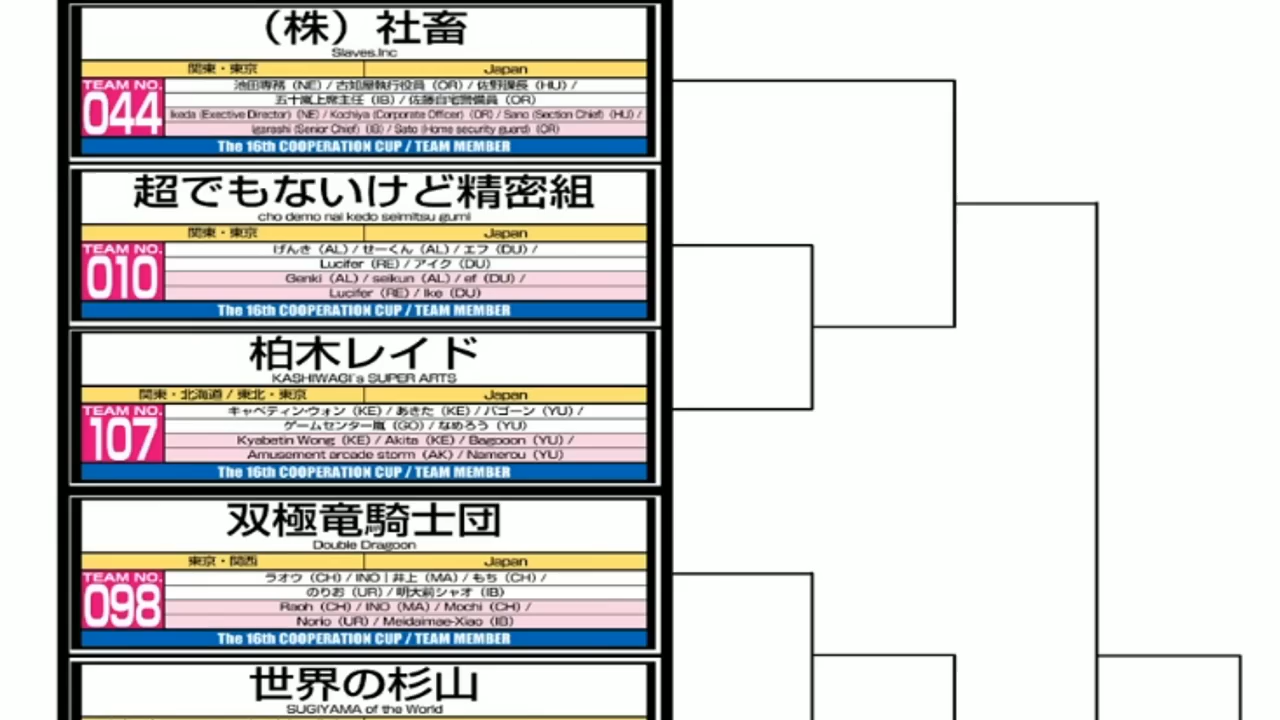 （株）社畜
Slaves.Inc
関東・東京 Japan
TEAM NO.
044
池田専務（NE）/ 古知屋執行役員（OR）/ 佐野課長（HU）/
五十嵐上席主任（IB）/ 佐藤自宅警備員（OR）
Ikeda (Exective Director)（NE）/ Kochiya (Corporate Officer)（OR）/ Sano (Section Chief)（HU）/
Igarashi (Senior Chief)（IB）/ Sato (Home security guard)（OR）
The 16th COOPERATION CUP / TEAM MEMBER
超でもないけど精密組
cho demo nai kedo seimitsu gumi
関東・東京 Japan
TEAM NO.
010
げんき（AL）/ せーくん（AL）/ エフ（DU）/
Lucifer（RE）/ アイク（DU）
Genki（AL）/ seikun（AL）/ ef（DU）/
Lucifer（RE）/ Ike（DU）
The 16th COOPERATION CUP / TEAM MEMBER
柏木レイド
KASHIWAGI's SUPER ARTS
関東・北海道 / 東北・東京 Japan
TEAM NO.
107
キャベティン・ウォン（KE）/ あきた（KE）/ バゴーン（YU）/
ゲームセンター嵐（GO）/ なめろう（YU）
Kyabetin Wong（KE）/ Akita（KE）/ Bagooon（YU）/
Amusement arcade storm（AK）/ Namerou（YU）
The 16th COOPERATION CUP / TEAM MEMBER
双極竜騎士団
Double Dragoon
東京・関西 Japan
TEAM NO.
098
ラオウ（CH）/ INO | 井上（MA）/ もち（CH）/
のりお（UR）/ 明大前シャオ（IB）
Raoh（CH）/ INO（MA）/ Mochi（CH）/
Norio（UR）/ Meidaimae-Xiao（IB）
The 16th COOPERATION CUP / TEAM MEMBER
世界の杉山
SUGIYAMA of the World